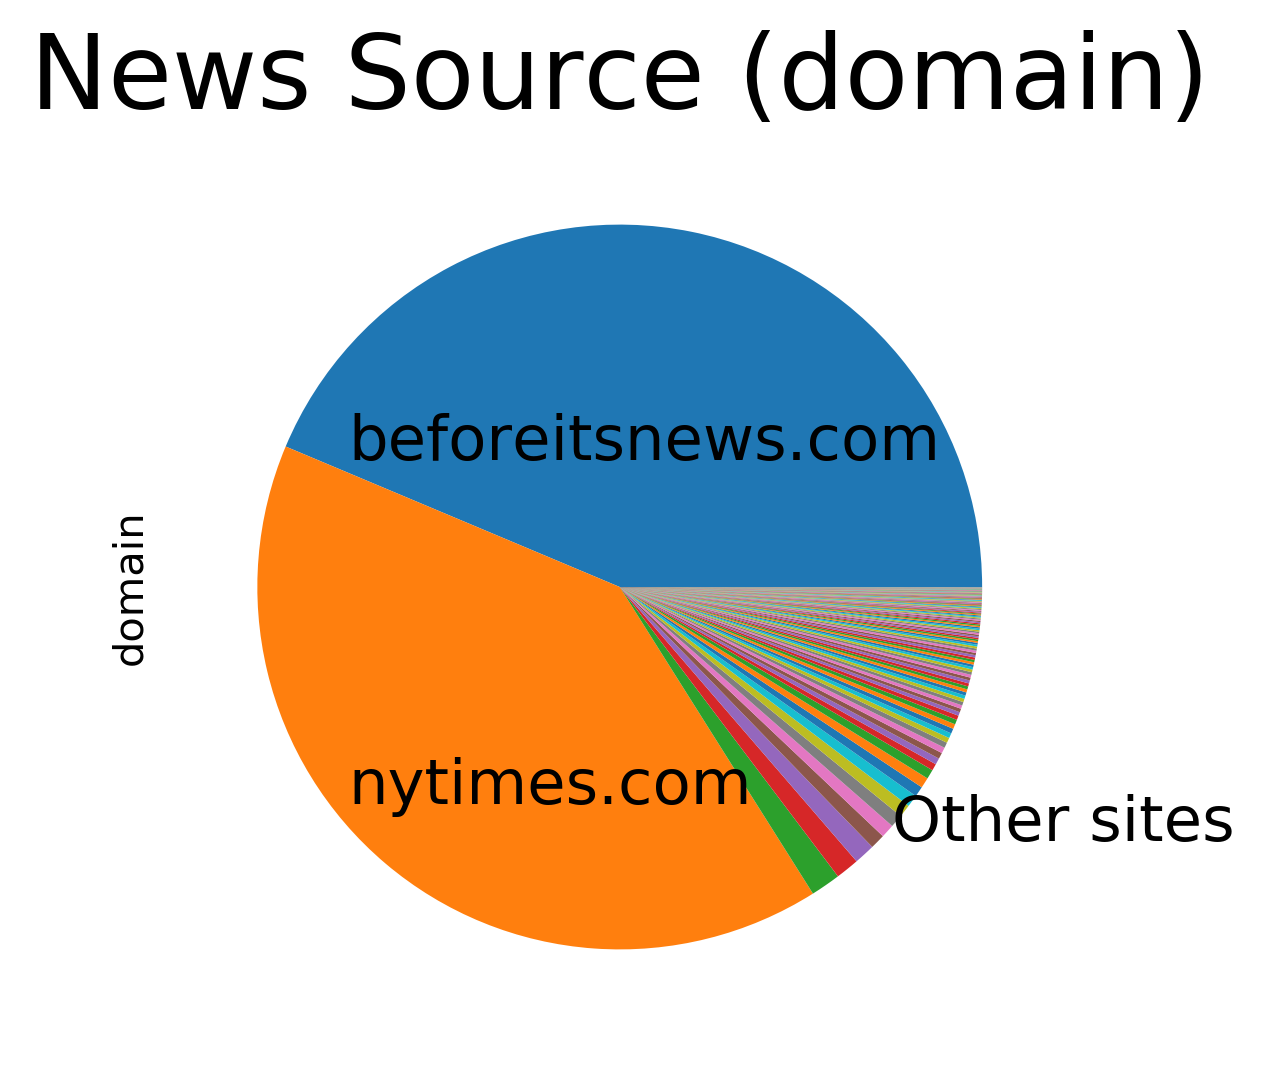 News Source (domain)
beforeitsnews.com
domain
nytimes.com
Other sites